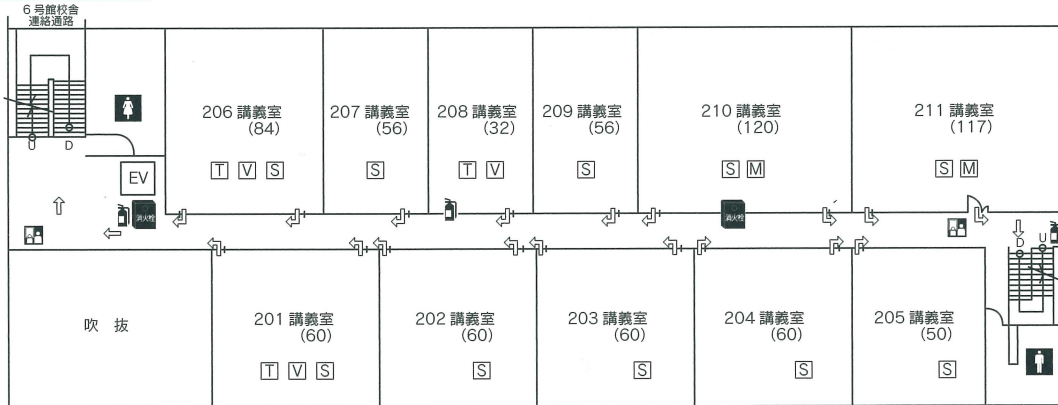 6号館校舎
連絡通路
206 講義室
(84)
T V S
207 講義室
(56)
S
208 講義室
(32)
T V
209 講義室
(56)
S
210 講義室
(120)
S M
211 講義室
(117)
S M
U D
EV
消火栓
消火栓
D U
吹 抜
201 講義室
(60)
T V S
202 講義室
(60)
S
203 講義室
(60)
S
204 講義室
(60)
S
205 講義室
(50)
S